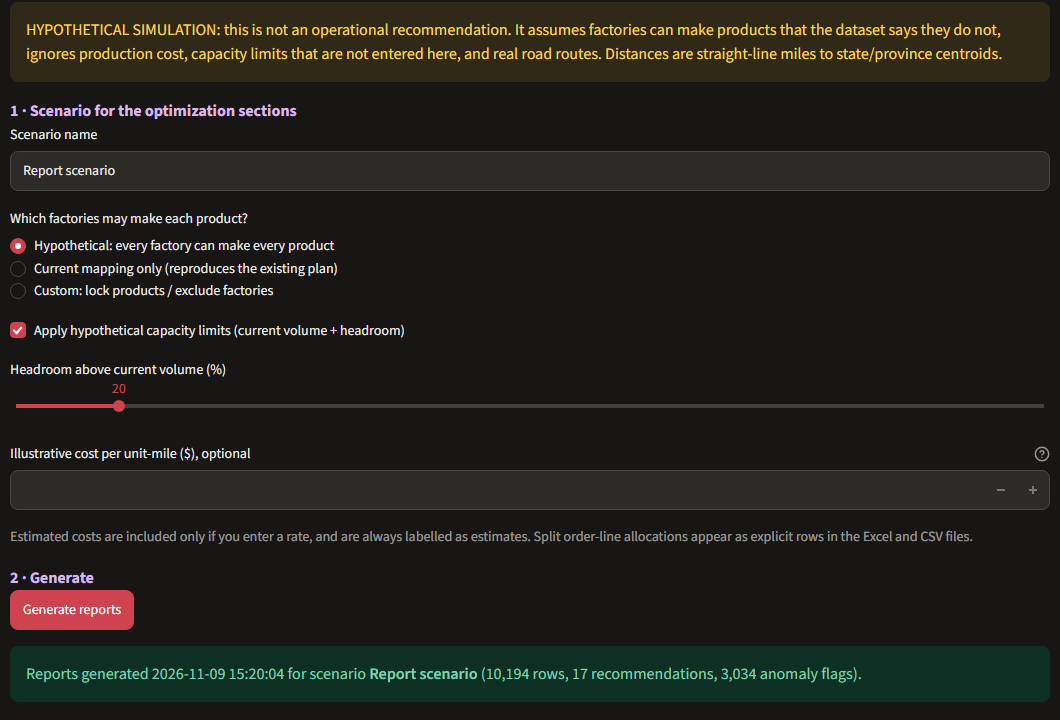 HYPOTHETICAL SIMULATION: this is not an operational recommendation. It assumes factories can make products that the dataset says they do not,
ignores production cost, capacity limits that are not entered here, and real road routes. Distances are straight-line miles to state/province centroids.
1 · Scenario for the optimization sections
Scenario name
Report scenario
Which factories may make each product?
Hypothetical: every factory can make every product
Current mapping only (reproduces the existing plan)
Custom: lock products / exclude factories
Apply hypothetical capacity limits (current volume + headroom)
Headroom above current volume (%)
20
Illustrative cost per unit-mile ($), optional
Estimated costs are included only if you enter a rate, and are always labelled as estimates. Split order-line allocations appear as explicit rows in the Excel and CSV files.
2 · Generate
Generate reports
Reports generated 2026-11-09 15:20:04 for scenario Report scenario (10,194 rows, 17 recommendations, 3,034 anomaly flags).